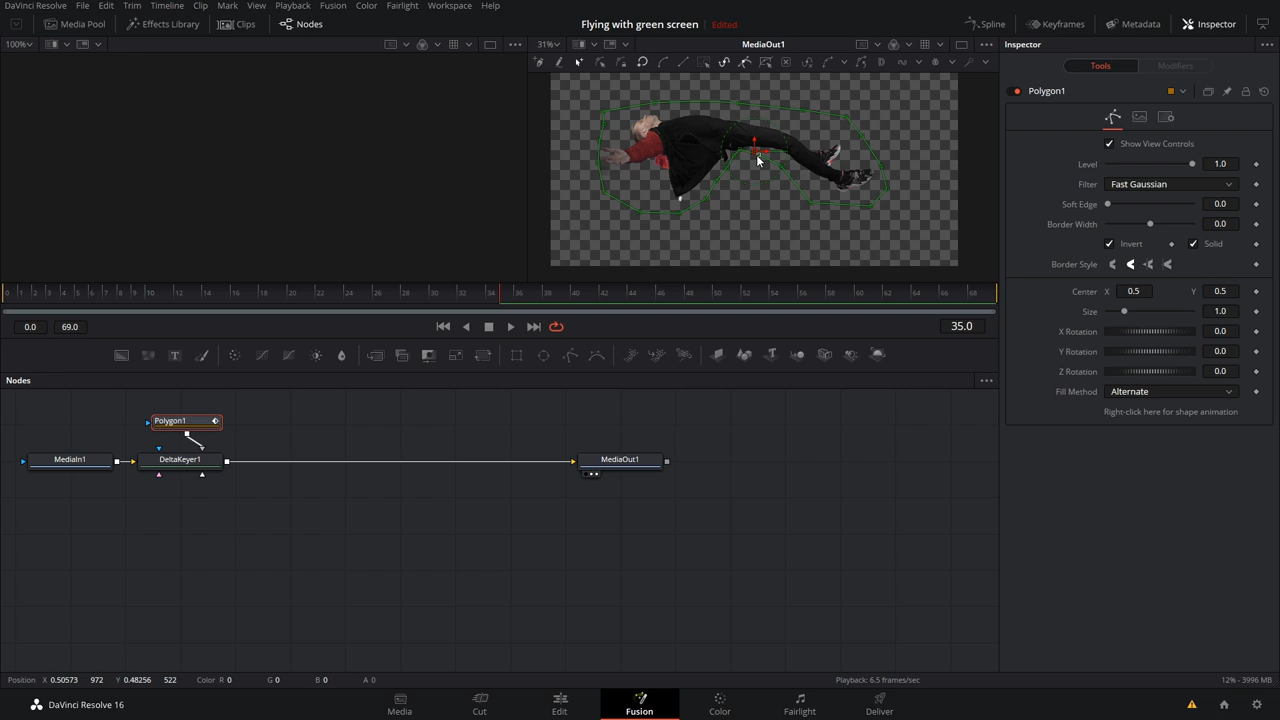 File Edit Trim Timeline Clip Mark View Playback Fusion Color Fairlight Workspace Help
Media Pool Effects Library Clips Nodes Flying with green screen Edited Spline Keyframes Metadata Inspector
100% 31% MediaOut1 Inspector
Tools Modifiers
Polygon1
Show View Controls
Level 1.0
Filter Fast Gaussian
Soft Edge 0.0
Border Width 0.0
Invert Solid
Border Style
Center X 0.5 Y 0.5
Size 1.0
X Rotation 0.0
Y Rotation 0.0
Z Rotation 0.0
Fill Method Alternate
Right-click here for shape animation
0 1 2 3 4 5 6 7 8 9 10 12 14 16 18 20 22 24 26 28 30 32 34 36 38 40 42 44 46 48 50 52 54 56 58 60 62 64 66 68
0.0 69.0 35.0
Nodes
Polygon1
MediaIn1 DeltaKeyer1 MediaOut1
Position X 0.50573 972 Y 0.48256 522 Color R 0 G 0 B 0 A 0 Playback: 6.5 frames/sec 12% - 3996 MB
DaVinci Resolve 16 Media Cut Edit Fusion Color Fairlight Deliver